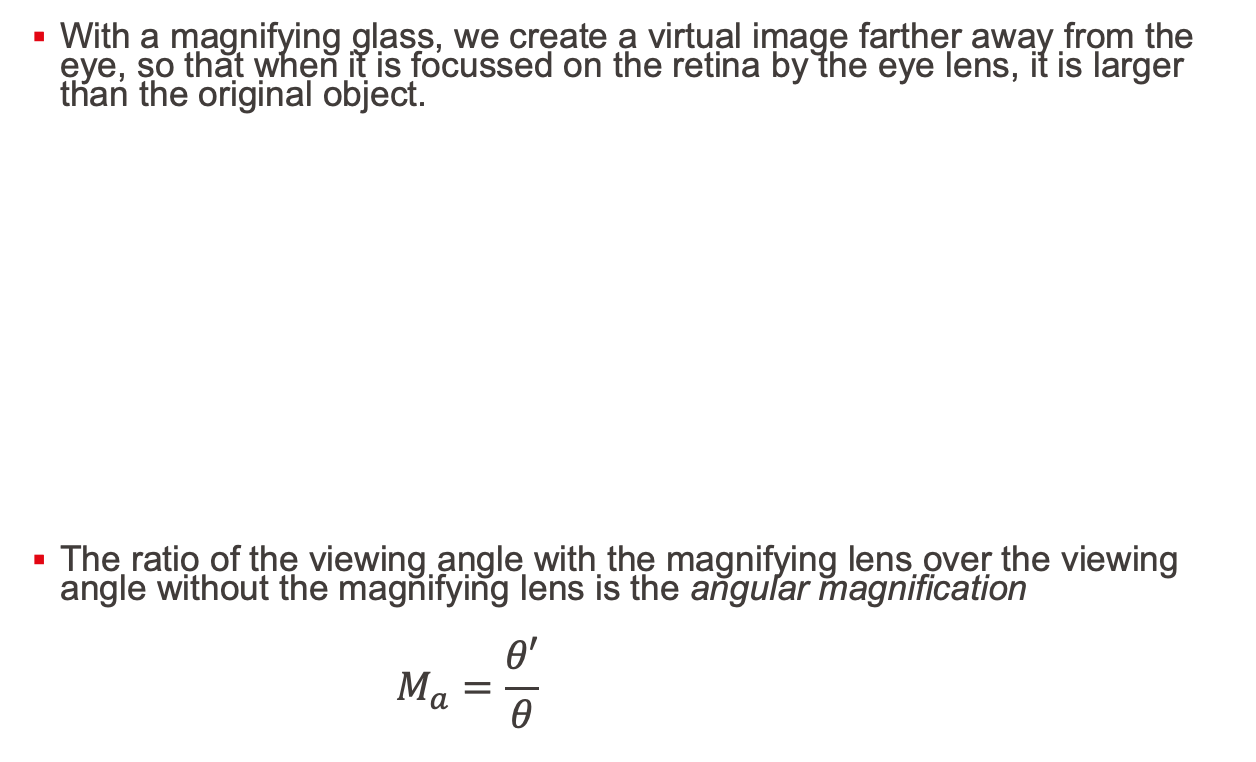 ▪ With a magnifying glass, we create a virtual image farther away from the
eye, so that when it is focussed on the retina by the eye lens, it is larger
than the original object.
▪ The ratio of the viewing angle with the magnifying lens over the viewing
angle without the magnifying lens is the angular magnification
Mₐ = θ′/θ